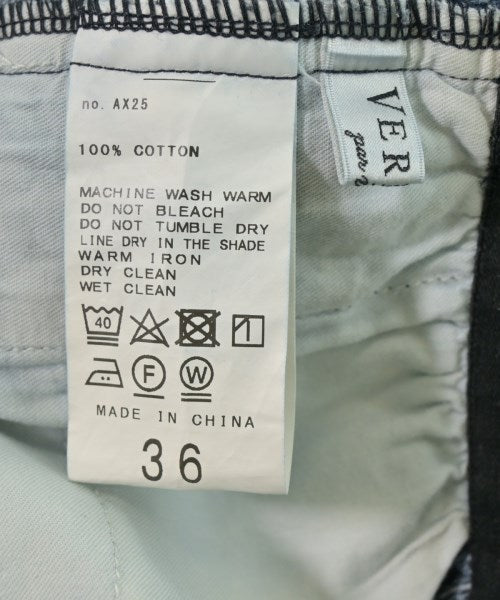 no. AX25
100% COTTON
MACHINE WASH WARM
DO NOT BLEACH
DO NOT TUMBLE DRY
LINE DRY IN THE SHADE
WARM IRON
DRY CLEAN
WET CLEAN
40
F W
MADE IN CHINA
36
VER
par